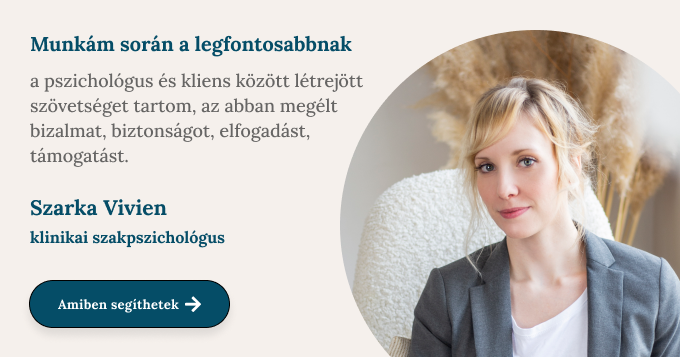 Munkám során a legfontosabbnak
a pszichológus és kliens között létrejött
szövetséget tartom, az abban megélt
bizalmat, biztonságot, elfogadást,
támogatást.
Szarka Vivien
klinikai szakpszichológus
Amiben segíthetek